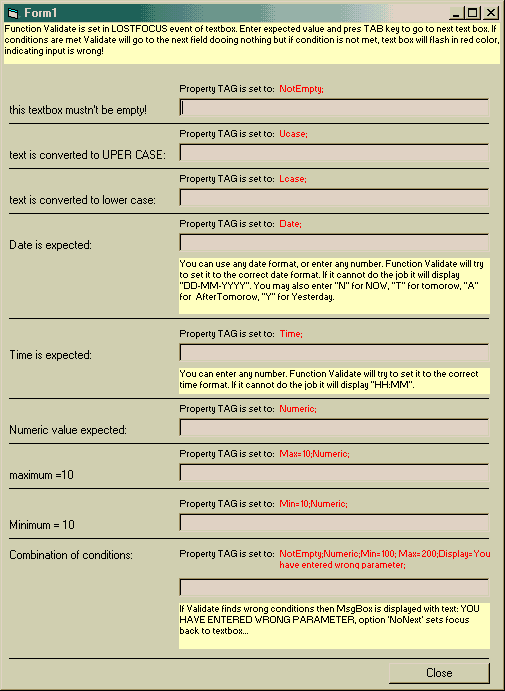 Form1
Function Validate is set in LOSTFOCUS event of textbox. Enter expected value and pres TAB key to go to next text box. If
conditions are met Validate will go to the next field dooing nothing but if condition is not met, text box will flash in red color,
indicating input is wrong!
Property TAG is set to: NotEmpty;
this textbox mustn't be empty!
Property TAG is set to: Ucase;
text is converted to UPER CASE:
Property TAG is set to: Lcase;
text is converted to lower case:
Property TAG is set to: Date;
Date is expected:
You can use any date format, or enter any number. Function Validate will try
to set it to the correct date format. If it cannot do the job it will display
"DD-MM-YYYY". You may also enter "N" for NOW, "T" for tomorow, "A"
for AfterTomorow, "Y" for Yesterday.
Property TAG is set to: Time;
Time is expected:
You can enter any number. Function Validate will try to set it to the correct
time format. If it cannot do the job it will display "HH:MM".
Property TAG is set to: Numeric;
Numeric value expected:
Property TAG is set to: Max=10;Numeric;
maximum =10
Property TAG is set to: Min=10;Numeric;
Minimum = 10
Combination of conditions: Property TAG is set to: NotEmpty;Numeric;Min=100; Max=200;Display=You
have entered wrong parameter;
If Validate finds wrong conditions then MsgBox is displayed with text: YOU
HAVE ENTERED WRONG PARAMETER, option 'NoNext' sets focus
back to textbox...
Close